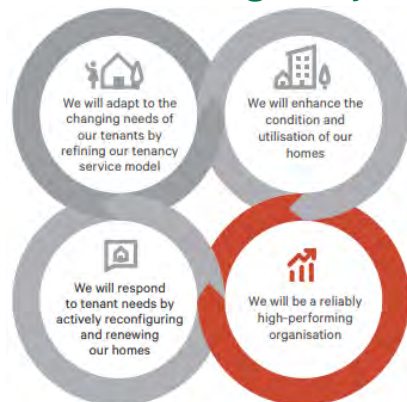 We will adapt to the
changing needs of
our tenants by
refining our tenancy
service model
We will enhance the
condition and
utilisation of our
homes
We will respond
to tenant needs by
actively reconfiguring
and renewing
our homes
We will be a reliably
high-performing
organisation